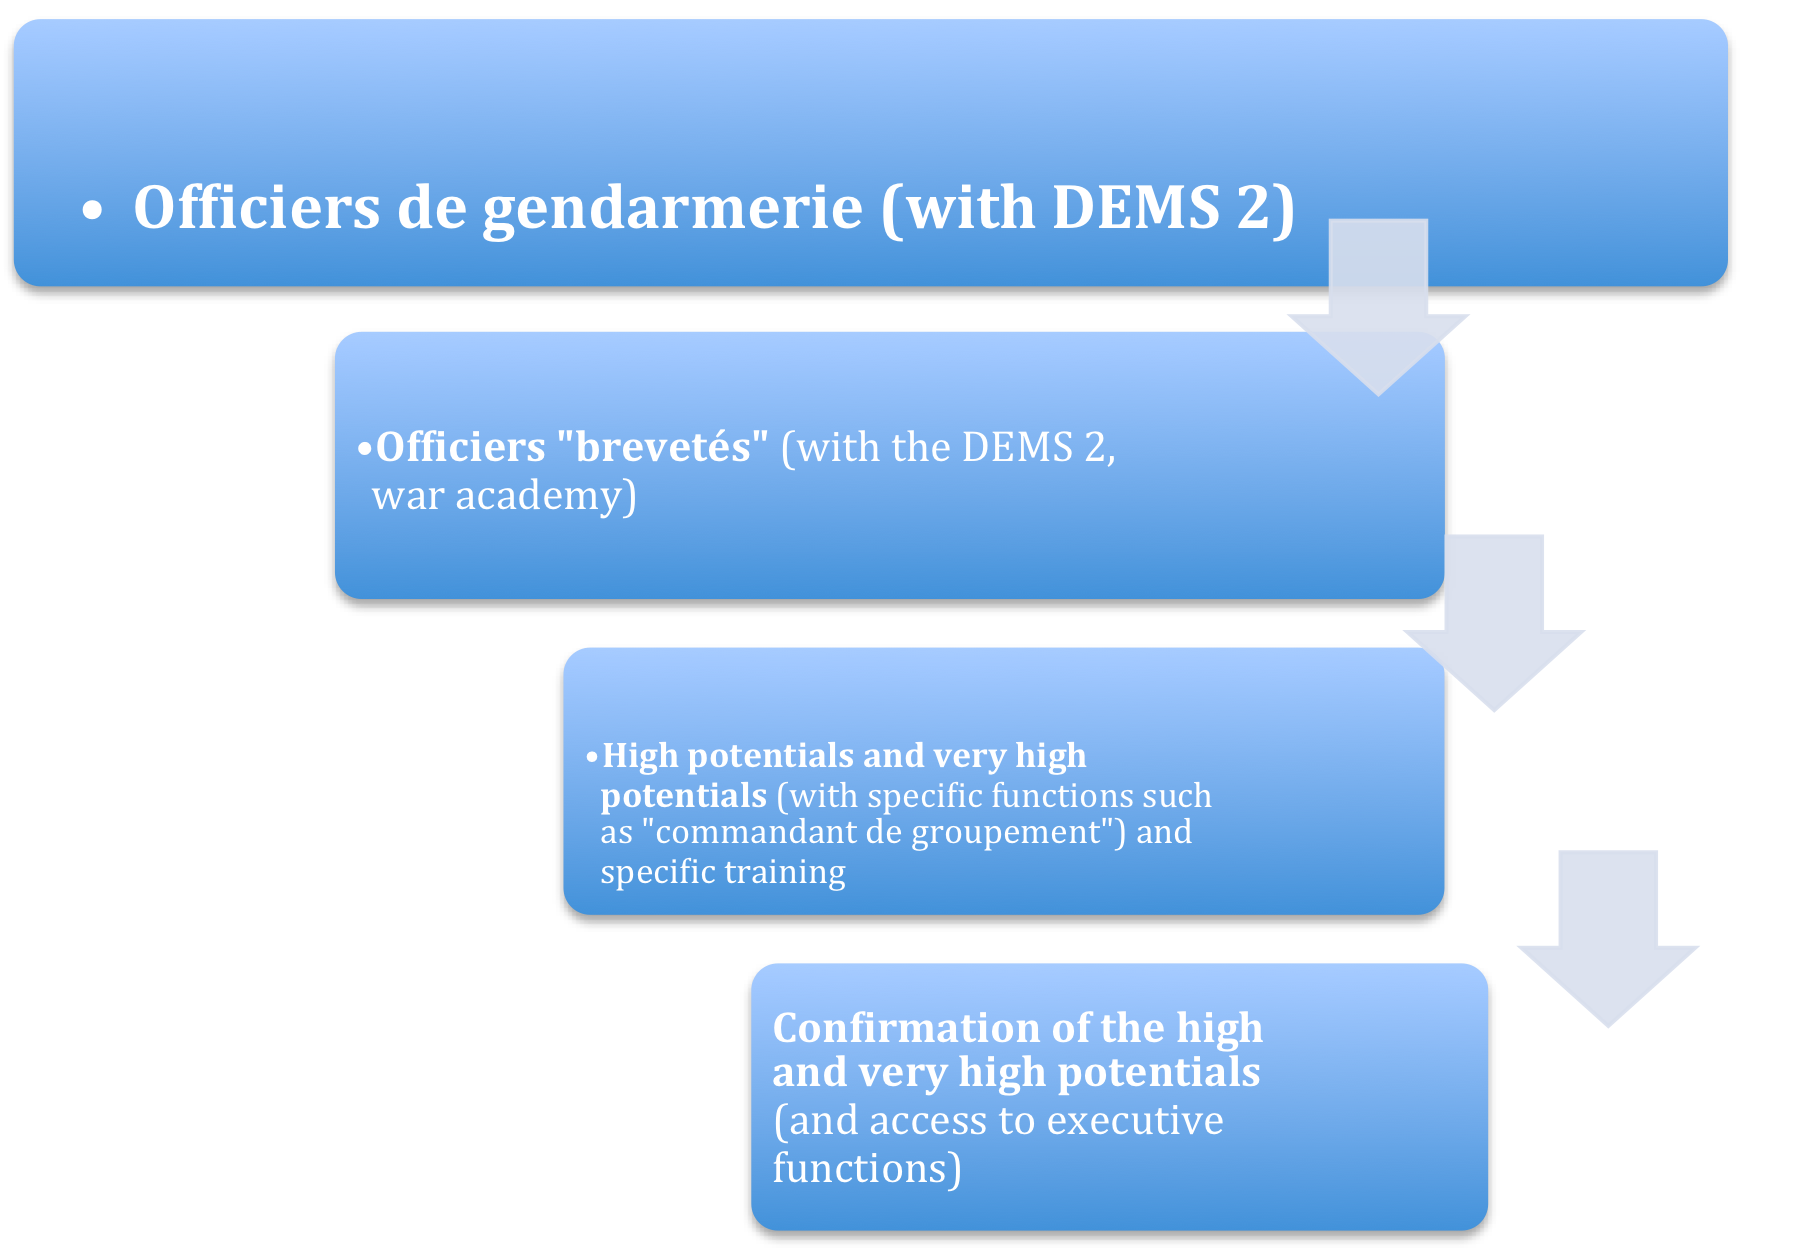 • Officiers de gendarmerie (with DEMS 2)
•Officiers "brevetés" (with the DEMS 2,
war academy)
•High potentials and very high
potentials (with specific functions such
as "commandant de groupement") and
specific training
Confirmation of the high
and very high potentials
(and access to executive
functions)